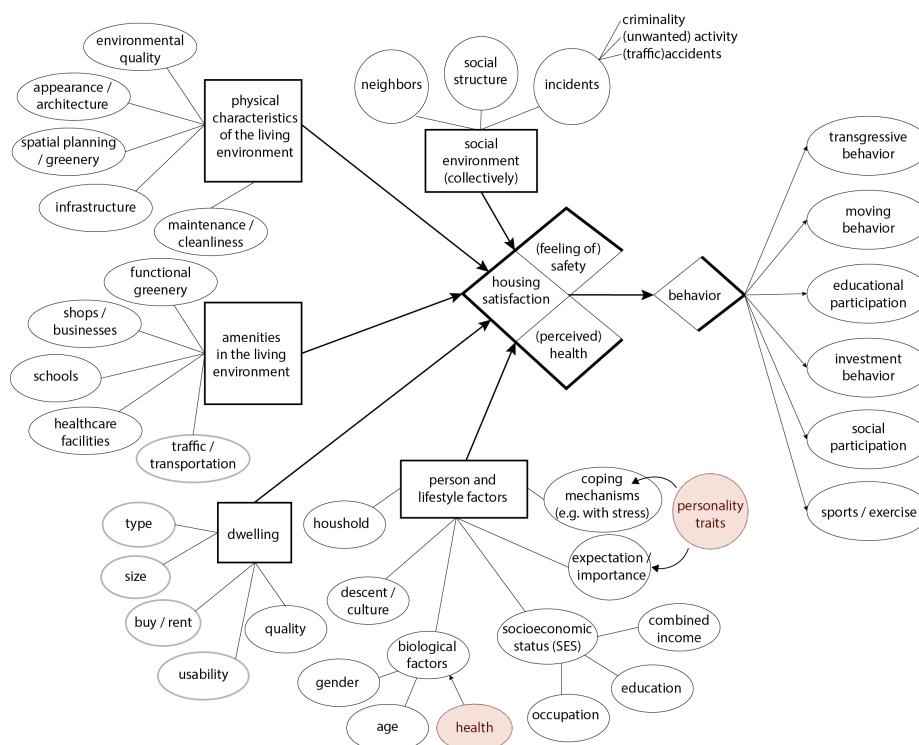 environmental
quality
appearance /
architecture
spatial planning
/ greenery
infrastructure
physical
characteristics
of the living
environment
maintenance /
cleanliness
neighbors
social
structure
incidents
criminality
(unwanted) activity
(traffic)accidents
social
environment
(collectively)
functional
greenery
shops /
businesses
schools
healthcare
facilities
traffic /
transportation
amenities
in the living
environment
(feeling of)
safety
housing
satisfaction
(perceived)
health
behavior
transgressive
behavior
moving
behavior
educational
participation
investment
behavior
social
participation
sports / exercise
type
size
buy / rent
usability
quality
dwelling
person and
lifestyle factors
houshold
descent /
culture
biological
factors
gender
age
health
coping
mechanisms
(e.g. with stress)
personality
traits
expectation /
importance
socioeconomic
status (SES)
combined
income
education
occupation